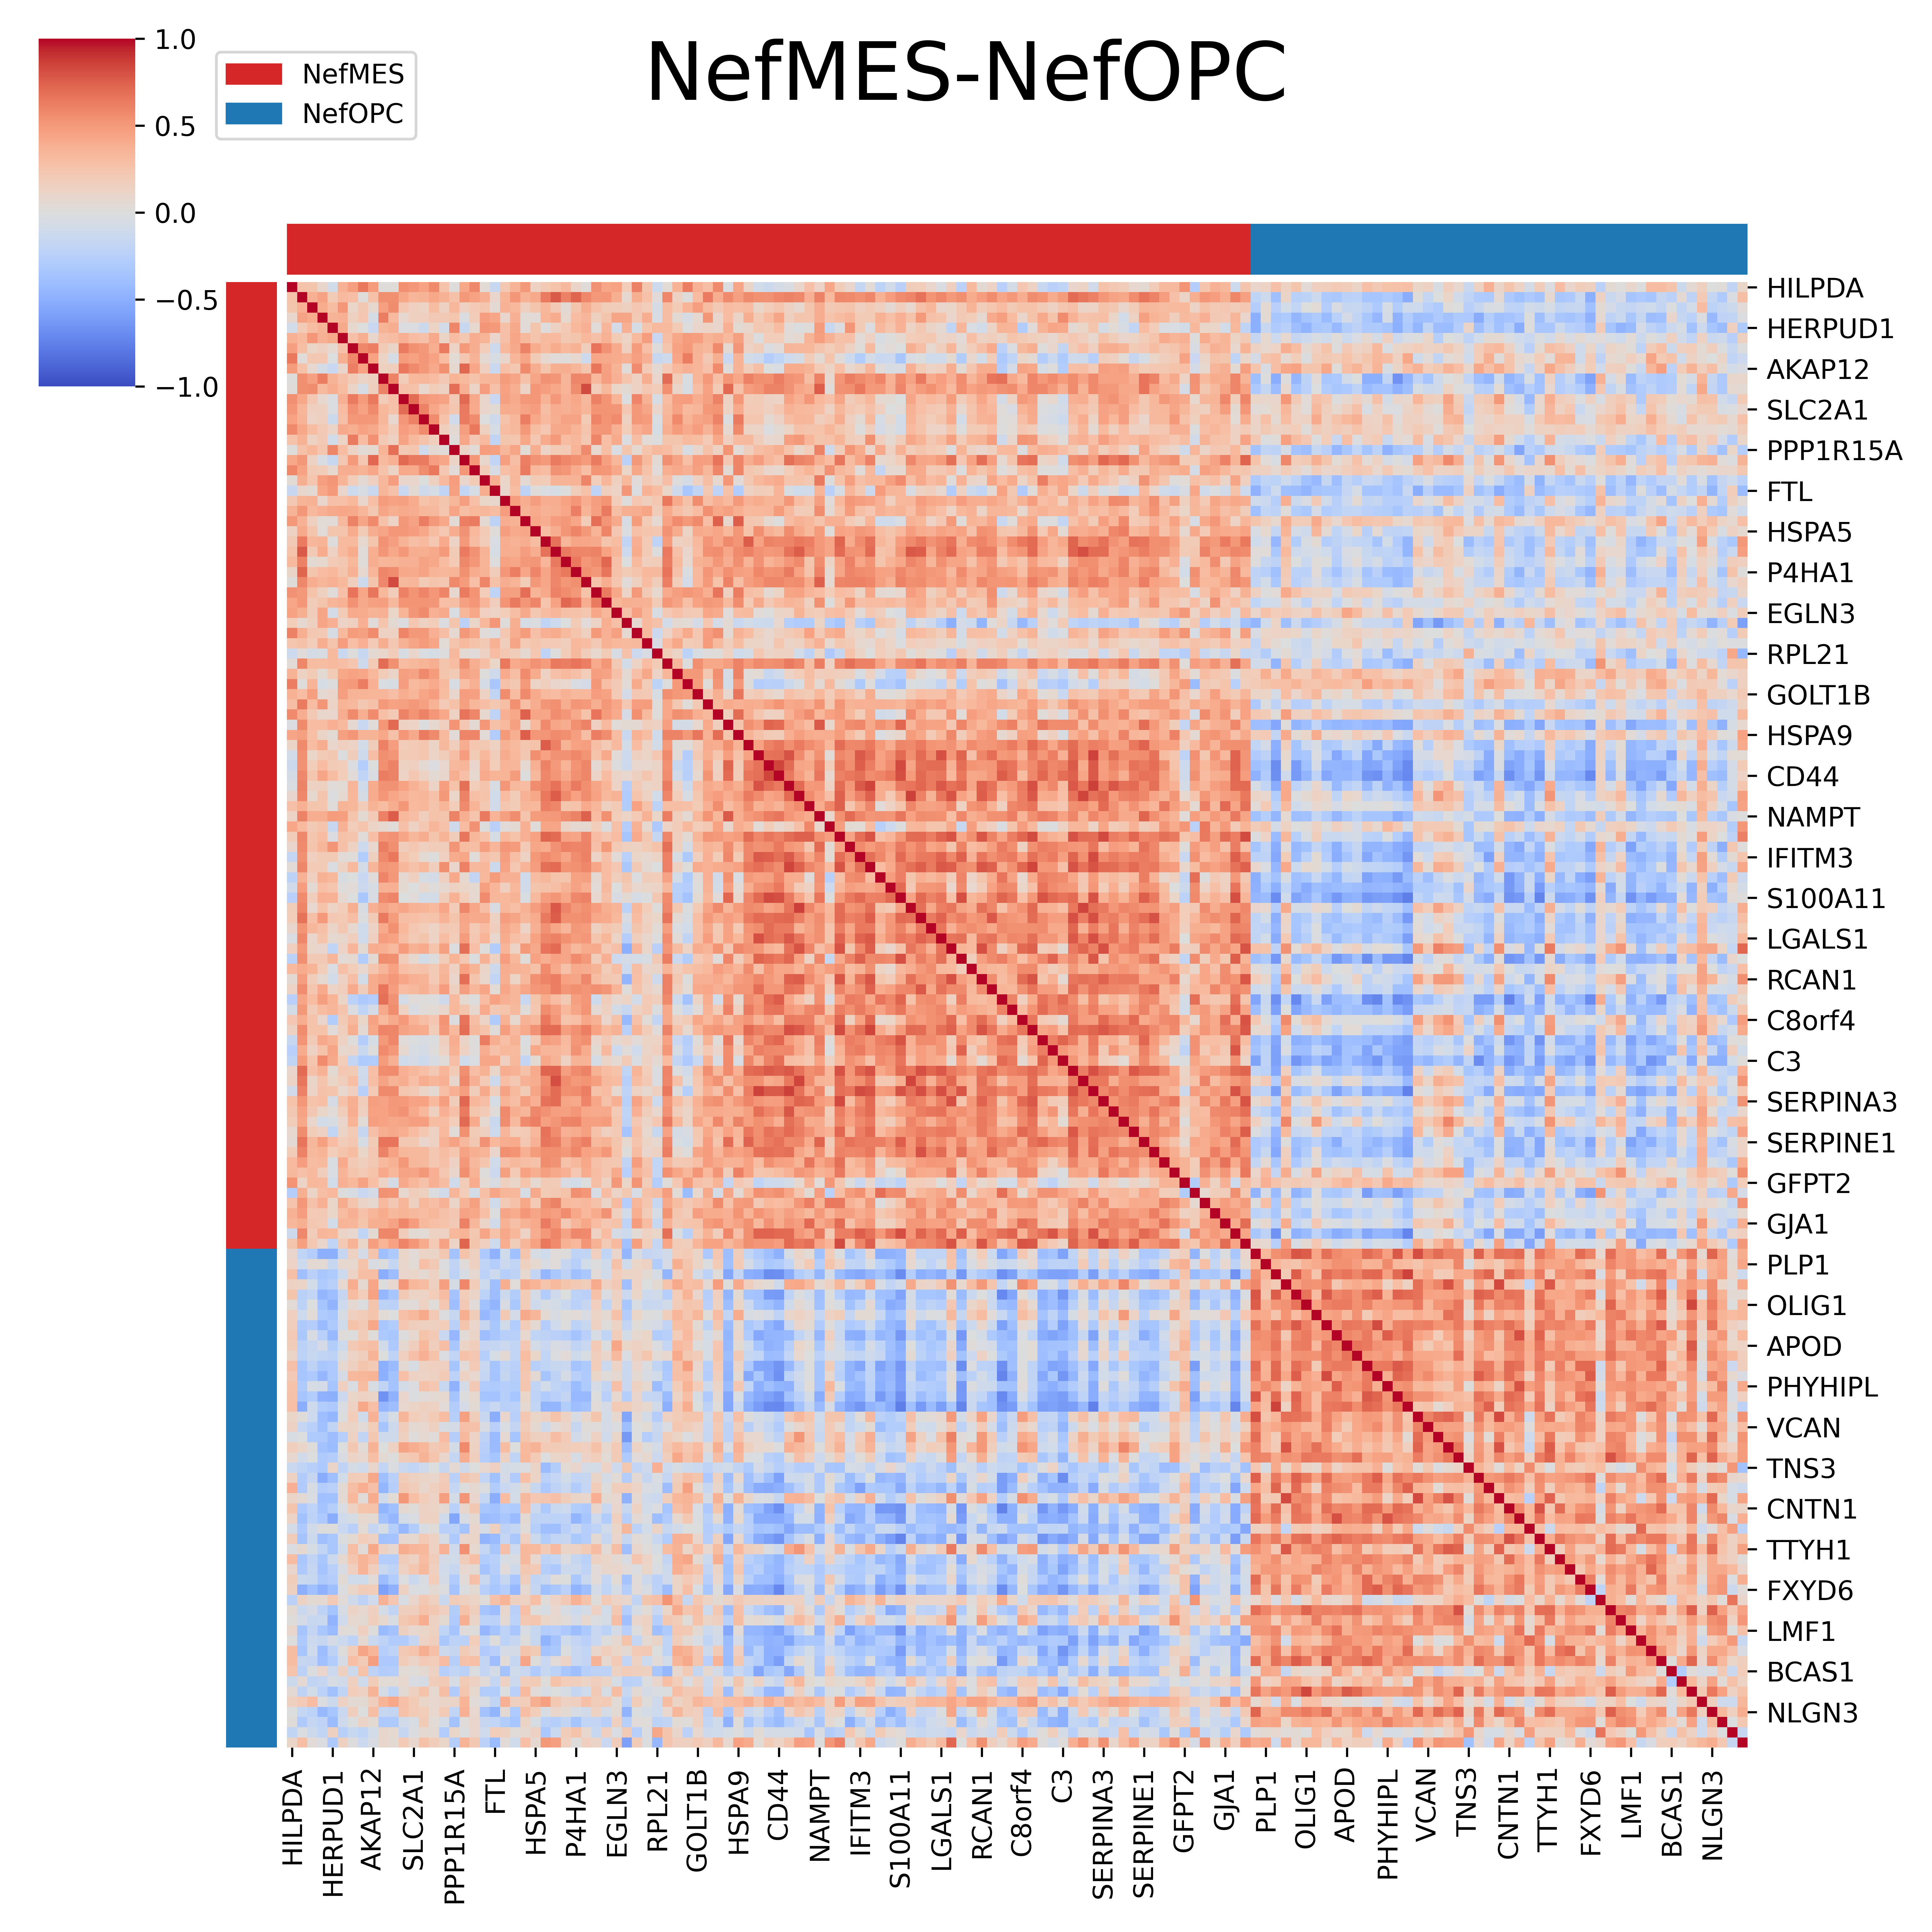 NefMES-NefOPC
1.0
0.5
0.0
−0.5
−1.0
NefMES
NefOPC
HILPDA
HERPUD1
AKAP12
SLC2A1
PPP1R15A
FTL
HSPA5
P4HA1
EGLN3
RPL21
GOLT1B
HSPA9
CD44
NAMPT
IFITM3
S100A11
LGALS1
RCAN1
C8orf4
C3
SERPINA3
SERPINE1
GFPT2
GJA1
PLP1
OLIG1
APOD
PHYHIPL
VCAN
TNS3
CNTN1
TTYH1
FXYD6
LMF1
BCAS1
NLGN3
HILPDA
HERPUD1
AKAP12
SLC2A1
PPP1R15A
FTL
HSPA5
P4HA1
EGLN3
RPL21
GOLT1B
HSPA9
CD44
NAMPT
IFITM3
S100A11
LGALS1
RCAN1
C8orf4
C3
SERPINA3
SERPINE1
GFPT2
GJA1
PLP1
OLIG1
APOD
PHYHIPL
VCAN
TNS3
CNTN1
TTYH1
FXYD6
LMF1
BCAS1
NLGN3